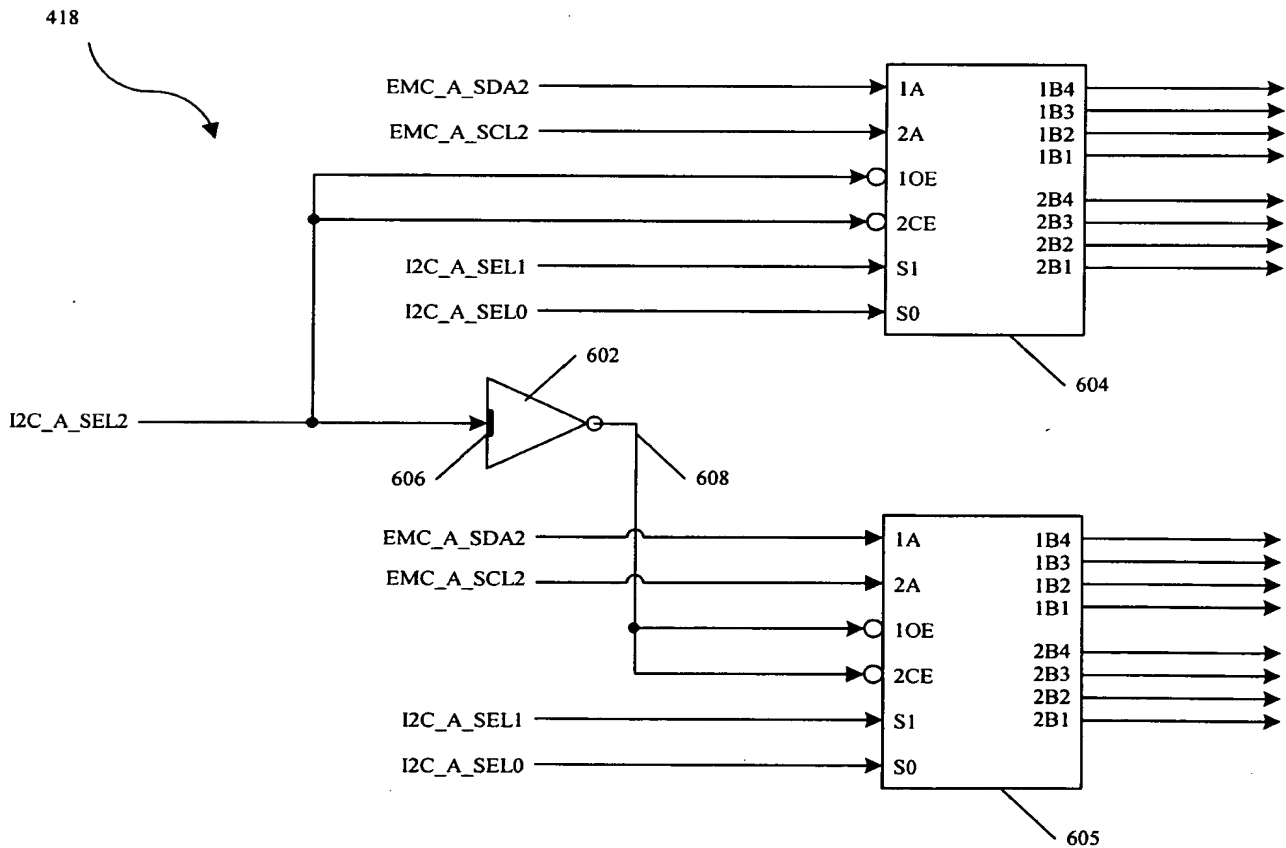 418
EMC_A_SDA2
EMC_A_SCL2
I2C_A_SEL1
I2C_A_SEL0
1A
2A
1OE
2CE
S1
S0
1B4
1B3
1B2
1B1
2B4
2B3
2B2
2B1
604
602
I2C_A_SEL2
606
608
EMC_A_SDA2
EMC_A_SCL2
I2C_A_SEL1
I2C_A_SEL0
1A
2A
1OE
2CE
S1
S0
1B4
1B3
1B2
1B1
2B4
2B3
2B2
2B1
605